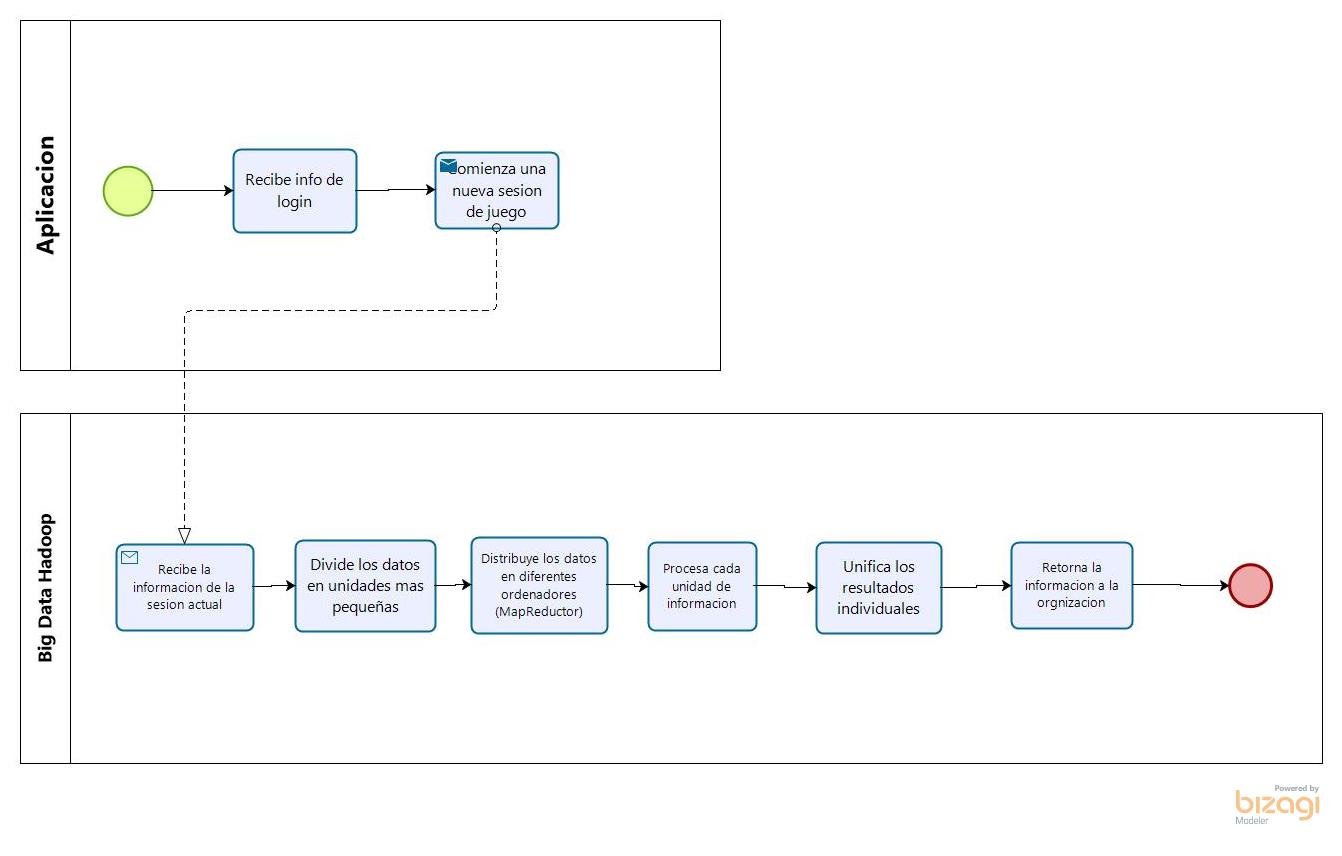 Aplicacion
Recibe info de
login
Comienza una
nueva sesion
de juego
Big Data Hadoop
Recibe la
informacion de la
sesion actual
Divide los datos
en unidades mas
pequeñas
Distribuye los datos
en diferentes
ordenadores
(MapReductor)
Procesa cada
unidad de
informacion
Unifica los
resultados
individuales
Retorna la
informacion a la
orgnizacion
Powered by
bizagi
Modeler